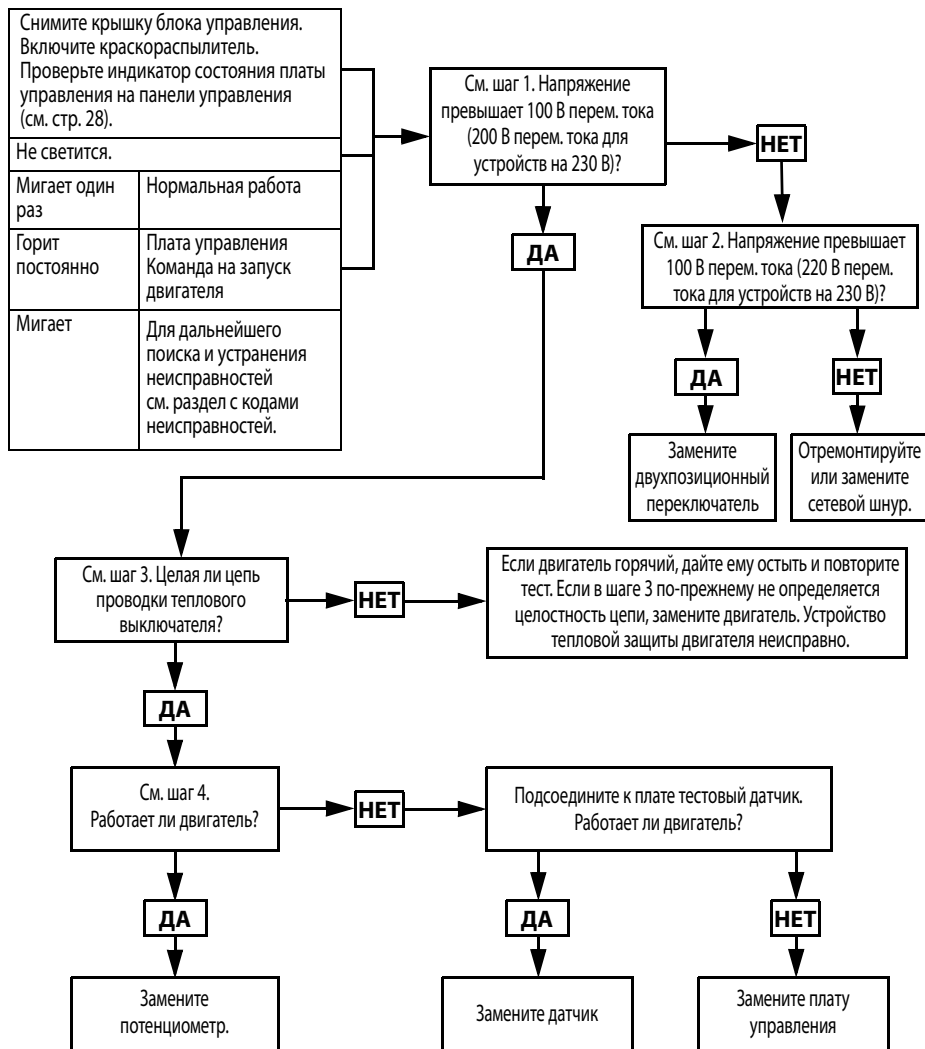 Снимите крышку блока управления.
Включите краскораспылитель.
Проверьте индикатор состояния платы
управления на панели управления
(см. стр. 28).
Не светится.
Мигает один
раз
Нормальная работа
Горит
постоянно
Плата управления
Команда на запуск
двигателя
Мигает
Для дальнейшего
поиска и устранения
неисправностей
см. раздел с кодами
неисправностей.
См. шаг 1. Напряжение
превышает 100 В перем. тока
(200 В перем. тока для
устройств на 230 В)?
НЕТ
ДА
См. шаг 2. Напряжение превышает
100 В перем. тока (220 В перем.
тока для устройств на 230 В)?
ДА
НЕТ
Замените
двухпозиционный
переключатель
Отремонтируйте
или замените
сетевой шнур.
См. шаг 3. Целая ли цепь
проводки теплового
выключателя?
НЕТ
Если двигатель горячий, дайте ему остыть и повторите
тест. Если в шаге 3 по-прежнему не определяется
целостность цепи, замените двигатель. Устройство
тепловой защиты двигателя неисправно.
ДА
См. шаг 4.
Работает ли двигатель?
НЕТ
Подсоедините к плате тестовый датчик.
Работает ли двигатель?
ДА
ДА
НЕТ
Замените
потенциометр.
Замените датчик
Замените плату
управления